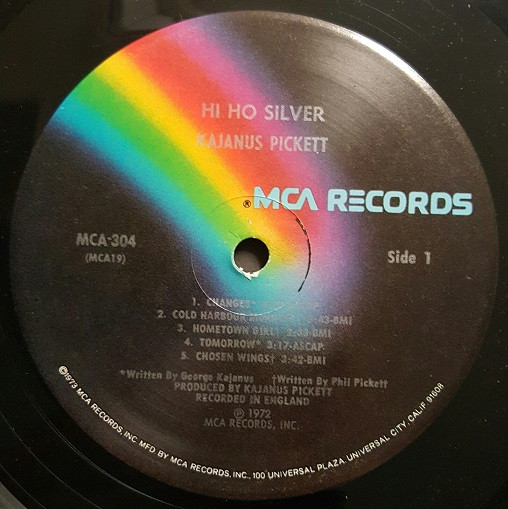 HI HO SILVER
KAJANUS PICKETT
® MCA RECORDS
MCA-304
(MCA19)
Side 1
1. CHANGES*
2. COLD HARBOUR :43-BMI
3. HOMETOWN GIRL†
4. TOMORROW* 3:17-ASCAP
5. CHOSEN WINGS† 3:42-BMI
*Written By George Kajanus †Written By Phil Pickett
PRODUCED BY KAJANUS PICKETT
RECORDED IN ENGLAND
℗ 1972
MCA RECORDS, INC.
©1973 MCA RECORDS, INC. MFD. BY MCA RECORDS, INC., 100 UNIVERSAL PLAZA, UNIVERSAL CITY, CALIF. 91608